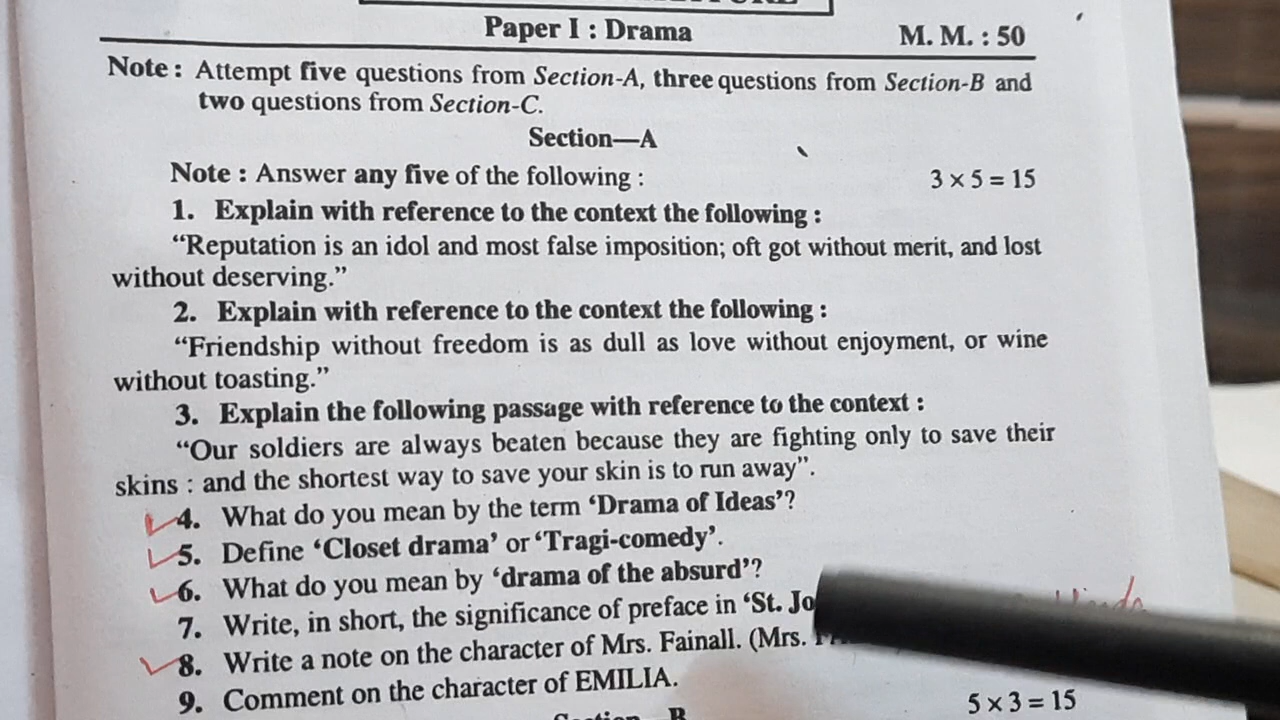 Paper I : Drama
M. M. : 50
Note : Attempt five questions from Section-A, three questions from Section-B and
two questions from Section-C.
Section—A
Note : Answer any five of the following :
3 × 5 = 15
1. Explain with reference to the context the following :
“Reputation is an idol and most false imposition; oft got without merit, and lost
without deserving.”
2. Explain with reference to the context the following :
“Friendship without freedom is as dull as love without enjoyment, or wine
without toasting.”
3. Explain the following passage with reference to the context :
“Our soldiers are always beaten because they are fighting only to save their
skins : and the shortest way to save your skin is to run away”.
4. What do you mean by the term ‘Drama of Ideas’?
5. Define ‘Closet drama’ or ‘Tragi-comedy’.
6. What do you mean by ‘drama of the absurd’?
7. Write, in short, the significance of preface in ‘St.
8. Write a note on the character of Mrs. Fainall. (Mrs.
9. Comment on the character of EMILIA.
5 × 3 = 15